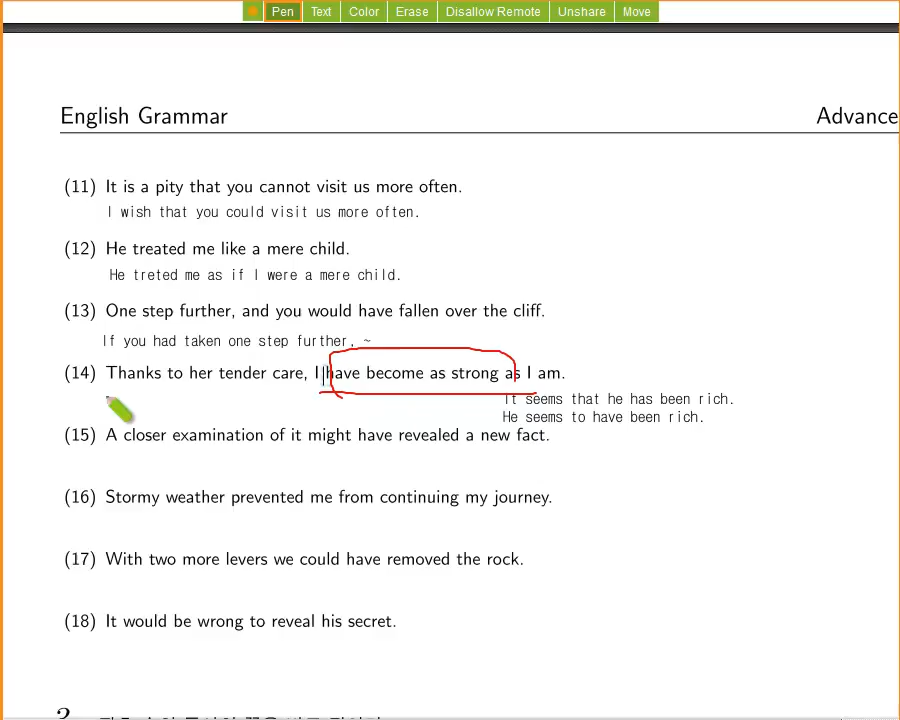 Pen Text Color Erase Disallow Remote Unshare Move
English Grammar Advance
(11) It is a pity that you cannot visit us more often.
I wish that you could visit us more often.
(12) He treated me like a mere child.
He treted me as if I were a mere child.
(13) One step further, and you would have fallen over the cliff.
If you had taken one step further, ~
(14) Thanks to her tender care, I have become as strong as I am.
It seems that he has been rich.
He seems to have been rich.
(15) A closer examination of it might have revealed a new fact.
(16) Stormy weather prevented me from continuing my journey.
(17) With two more levers we could have removed the rock.
(18) It would be wrong to reveal his secret.